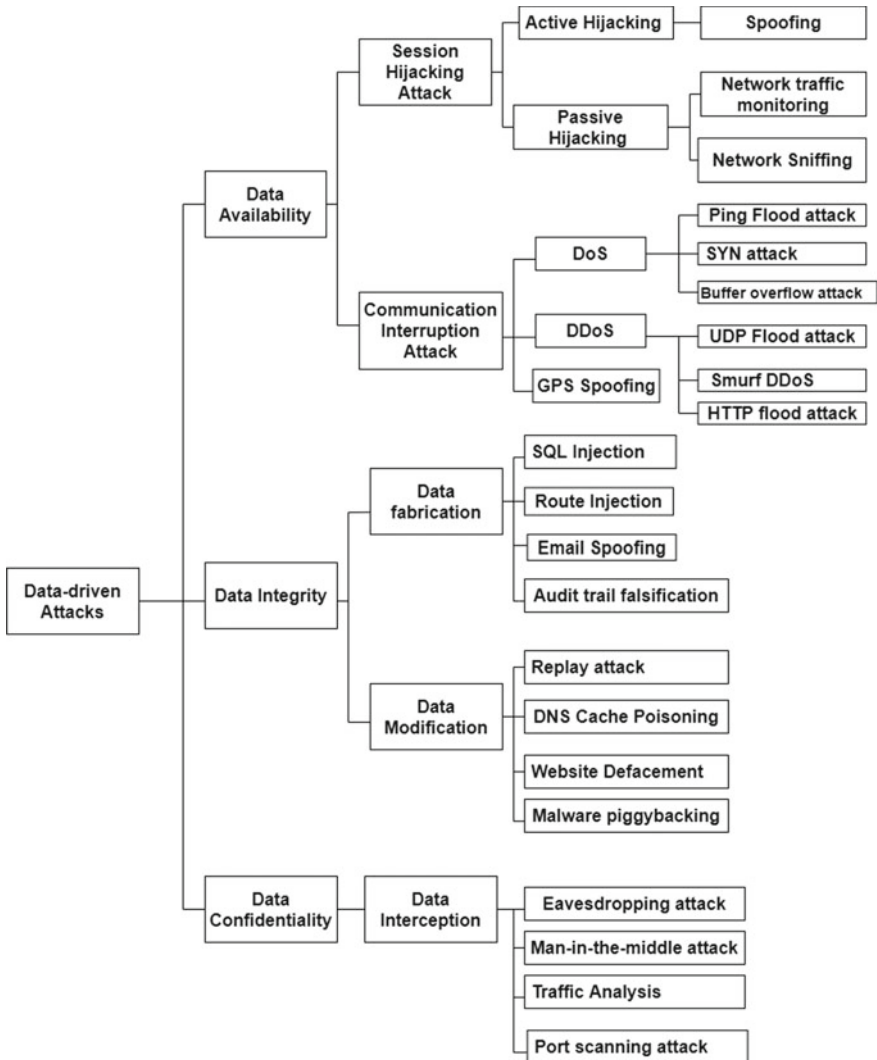 Active Hijacking
Spoofing
Session
Hijacking
Attack
Network traffic
monitoring
Passive
Hijacking
Network Sniffing
Data
Availability
Ping Flood attack
DoS
SYN attack
Buffer overflow attack
Communication
Interruption
Attack
DDoS
UDP Flood attack
GPS Spoofing
Smurf DDoS
HTTP flood attack
SQL Injection
Data
fabrication
Route Injection
Email Spoofing
Data-driven
Attacks
Data Integrity
Audit trail falsification
Replay attack
Data
Modification
DNS Cache Poisoning
Website Defacement
Malware piggybacking
Data
Confidentiality
Data
Interception
Eavesdropping attack
Man-in-the-middle attack
Traffic Analysis
Port scanning attack